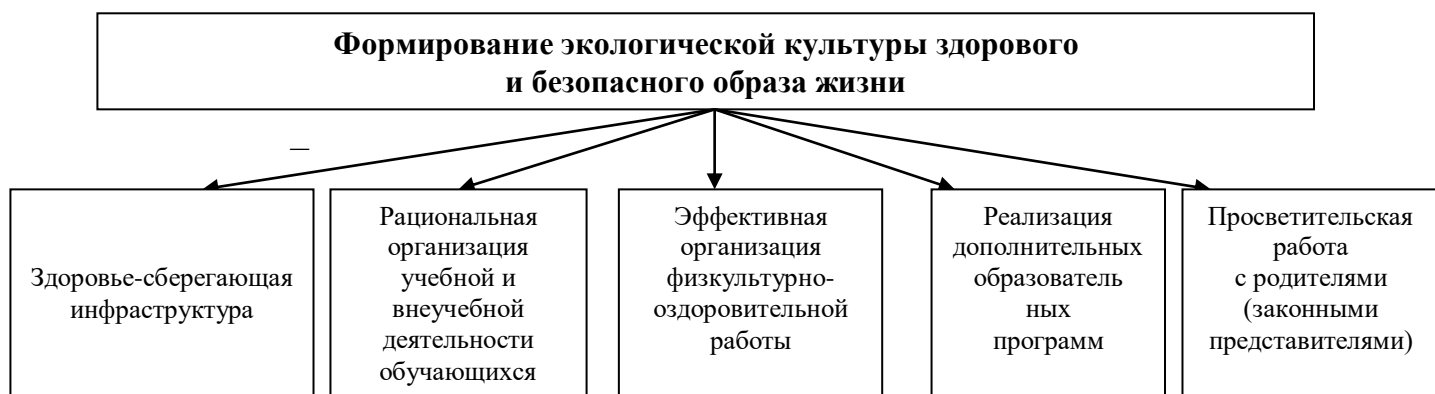 Формирование экологической культуры здорового
и безопасного образа жизни
Здоровье-сберегающая
инфраструктура
Рациональная
организация
учебной и
внеучебной
деятельности
обучающихся
Эффективная
организация
физкультурно-
оздоровительной
работы
Реализация
дополнительных
образователь
ных
программ
Просветительская
работа
с родителями
(законными
представителями)